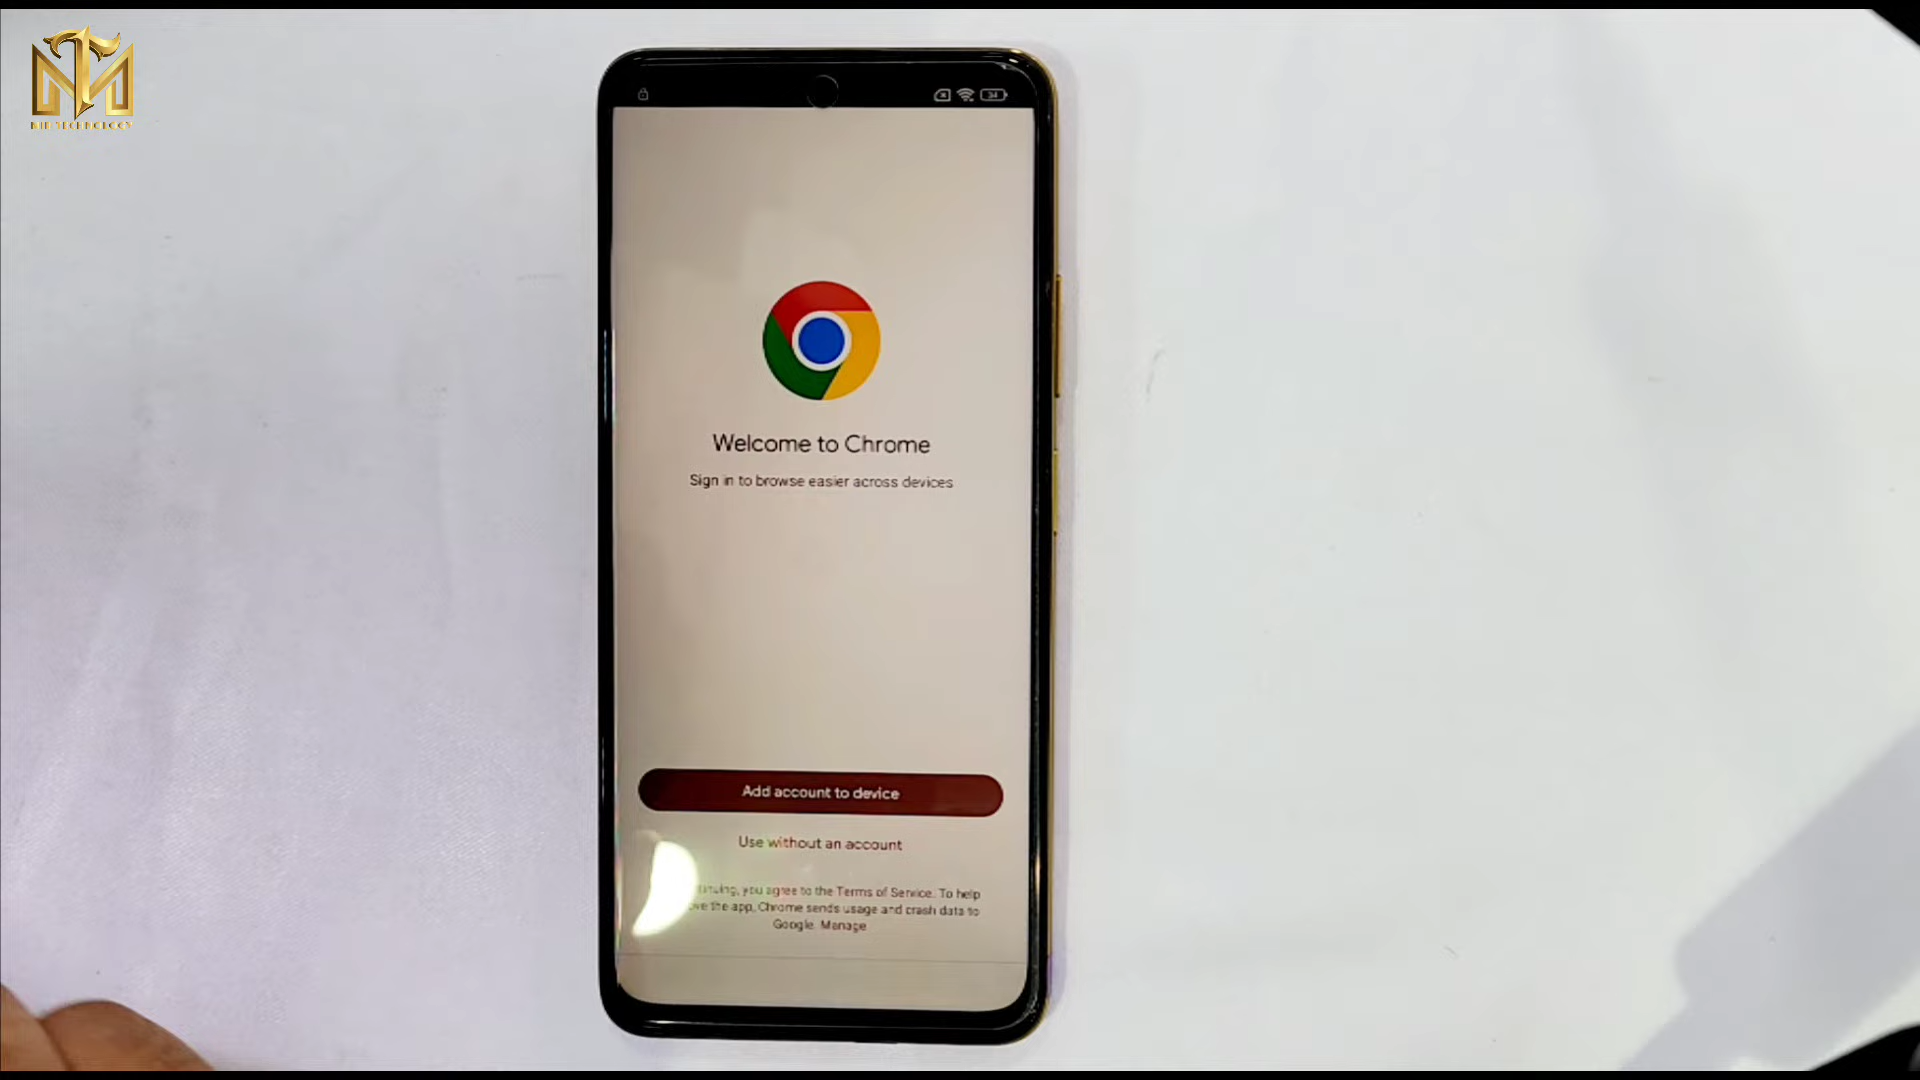 34
Welcome to Chrome
Sign in to browse easier across devices
Add account to device
Use without an account
you agree to the Terms of Service. To help
the app, Chrome sends usage and crash data to
Google. Manage